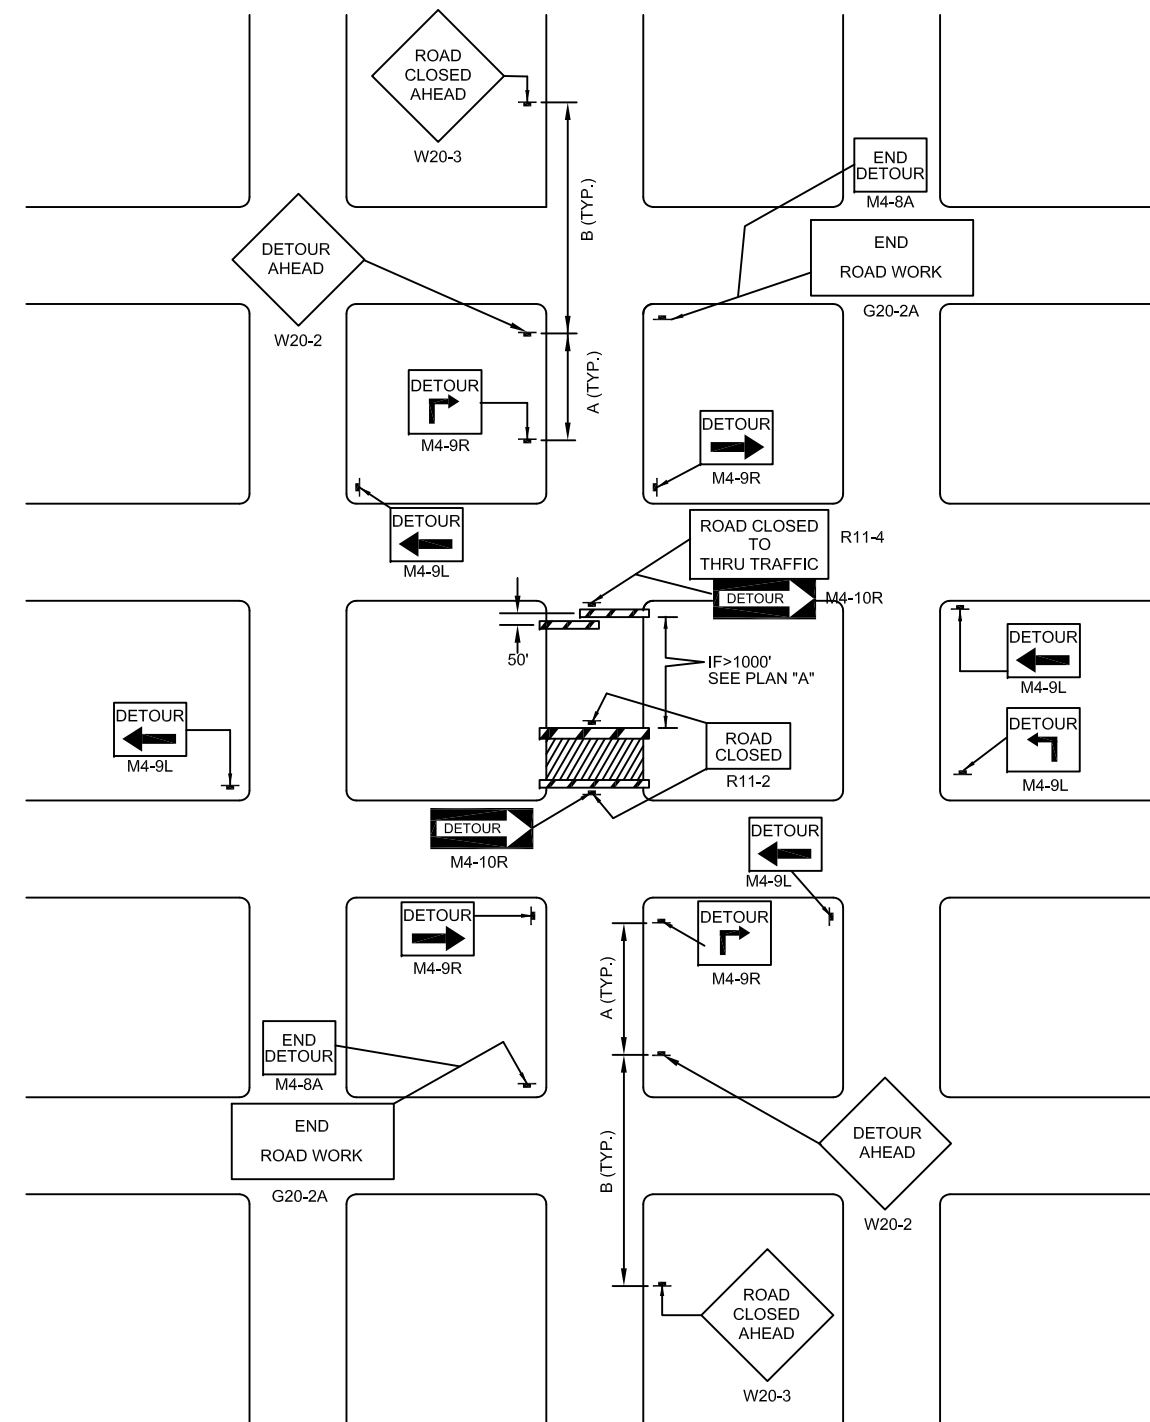 ROAD
CLOSED
AHEAD
W20-3
END
DETOUR
M4-8A
B (TYP.)
END
ROAD WORK
G20-2A
DETOUR
AHEAD
W20-2
A (TYP.)
DETOUR
M4-9R
DETOUR
M4-9R
DETOUR
M4-9L
ROAD CLOSED
TO
THRU TRAFFIC
R11-4
DETOUR
M4-10R
50'
IF>1000'
SEE PLAN "A"
DETOUR
M4-9L
DETOUR
M4-9L
ROAD
CLOSED
R11-2
DETOUR
M4-9L
DETOUR
M4-10R
DETOUR
M4-9L
DETOUR
M4-9R
DETOUR
M4-9R
A (TYP.)
END
DETOUR
M4-8A
END
ROAD WORK
G20-2A
B (TYP.)
DETOUR
AHEAD
W20-2
ROAD
CLOSED
AHEAD
W20-3